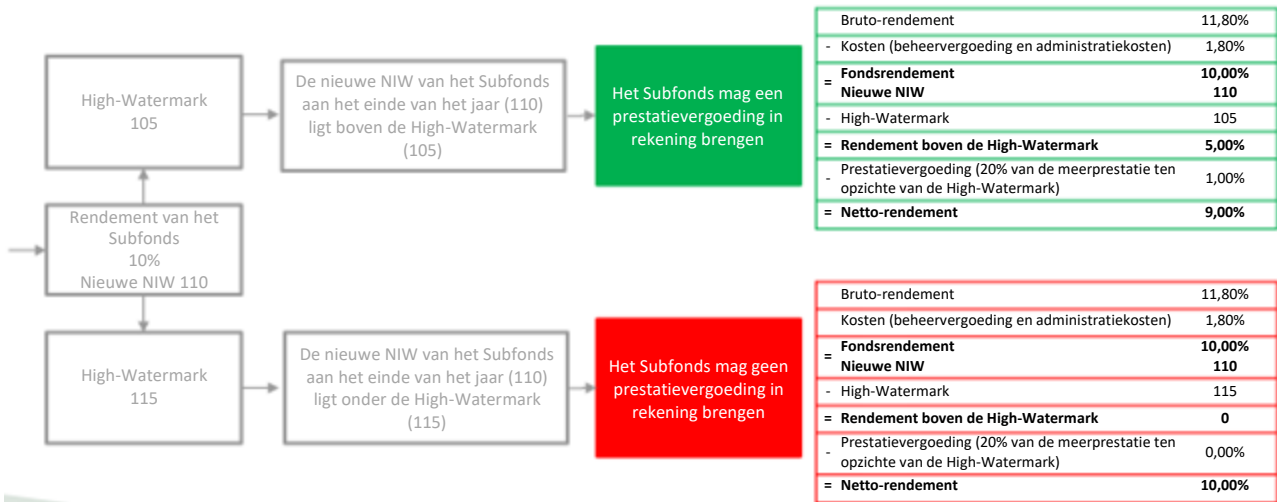 Rendement van het
Subfonds
10%
Nieuwe NIW 110
High-Watermark
105
De nieuwe NIW van het Subfonds
aan het einde van het jaar (110)
ligt boven de High-Watermark
(105)
Het Subfonds mag een
prestatievergoeding in
rekening brengen
Bruto-rendement 11,80%
- Kosten (beheervergoeding en administratiekosten) 1,80%
= Fondsrendement 10,00%
Nieuwe NIW 110
- High-Watermark 105
= Rendement boven de High-Watermark 5,00%
- Prestatievergoeding (20% van de meerprestatie ten
opzichte van de High-Watermark) 1,00%
= Netto-rendement 9,00%
High-Watermark
115
De nieuwe NIW van het Subfonds
aan het einde van het jaar (110)
ligt onder de High-Watermark
(115)
Het Subfonds mag geen
prestatievergoeding in
rekening brengen
Bruto-rendement 11,80%
Kosten (beheervergoeding en administratiekosten) 1,80%
= Fondsrendement 10,00%
Nieuwe NIW 110
- High-Watermark 115
= Rendement boven de High-Watermark 0
- Prestatievergoeding (20% van de meerprestatie ten
opzichte van de High-Watermark) 0,00%
= Netto-rendement 10,00%